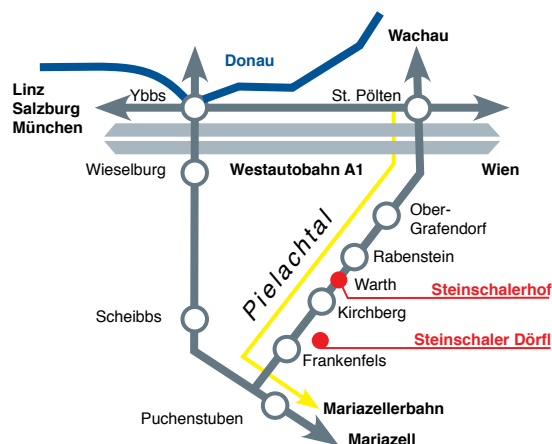 Wachau
Donau
Linz
Salzburg
München
Ybbs
St. Pölten
Wieselburg
Westautobahn A1
Wien
Ober-
Grafendorf
Pielachtal
Rabenstein
Warth
Steinschalerhof
Kirchberg
Scheibbs
Steinschaler Dörfl
Frankenfels
Puchenstuben
Mariazellerbahn
Mariazell